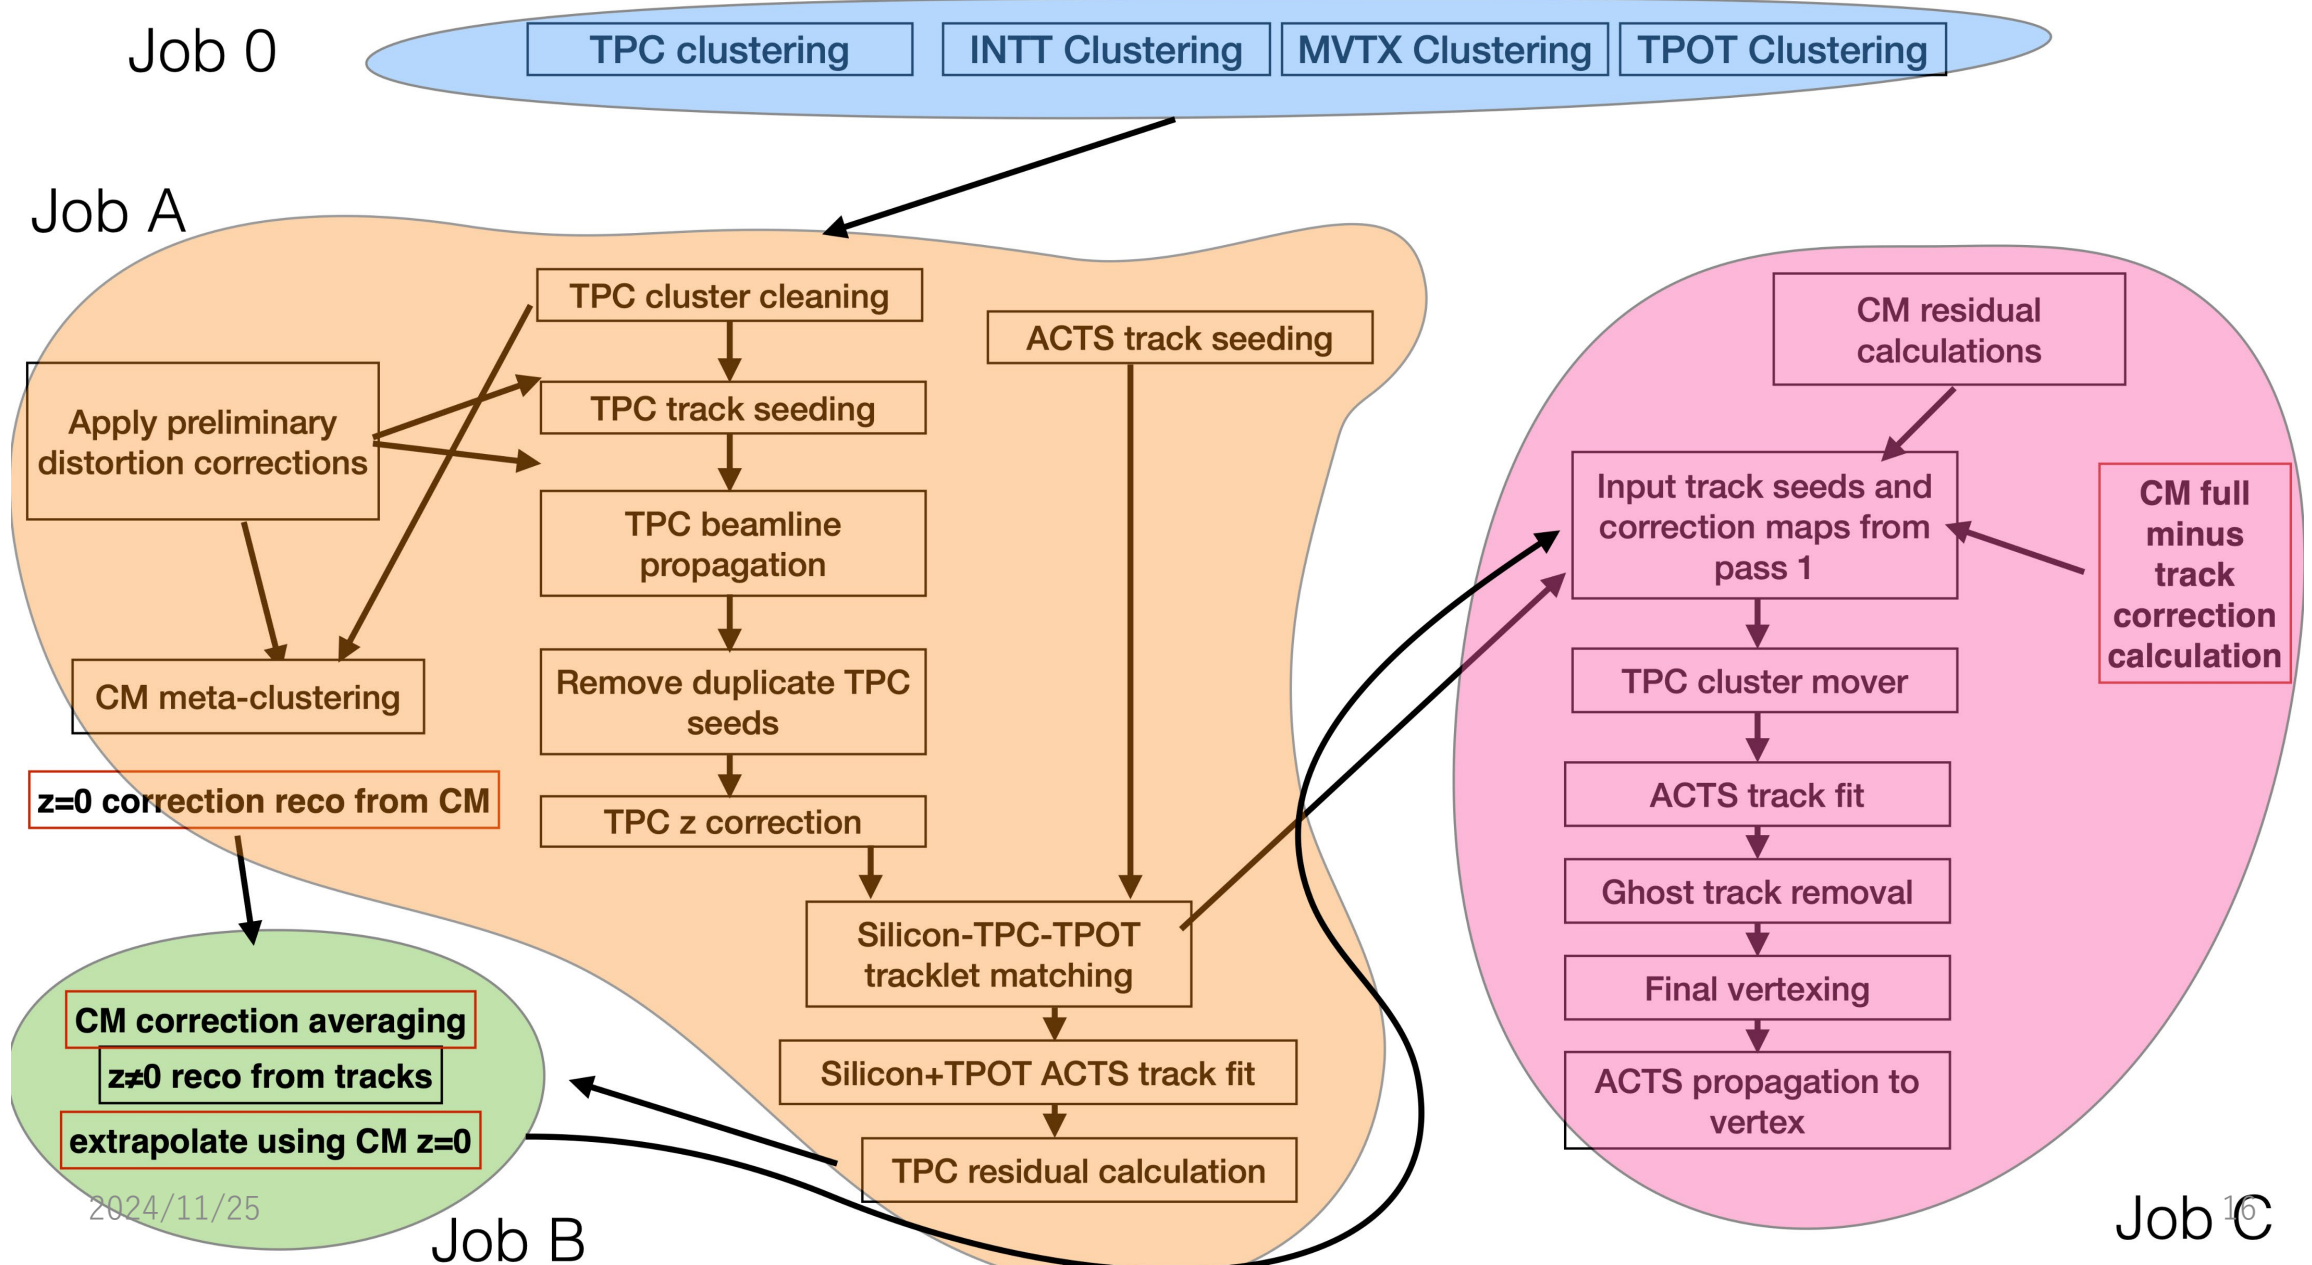 Job 0
TPC clustering
INTT Clustering
MVTX Clustering
TPOT Clustering
Job A
TPC cluster cleaning
ACTS track seeding
Apply preliminary
distortion corrections
TPC track seeding
TPC beamline
propagation
CM meta-clustering
Remove duplicate TPC
seeds
z=0 correction reco from CM
TPC z correction
Silicon-TPC-TPOT
tracklet matching
Silicon+TPOT ACTS track fit
TPC residual calculation
CM correction averaging
z≠0 reco from tracks
extrapolate using CM z=0
2024/11/25
Job B
CM residual
calculations
Input track seeds and
correction maps from
pass 1
CM full
minus
track
correction
calculation
TPC cluster mover
ACTS track fit
Ghost track removal
Final vertexing
ACTS propagation to
vertex
Job C
16